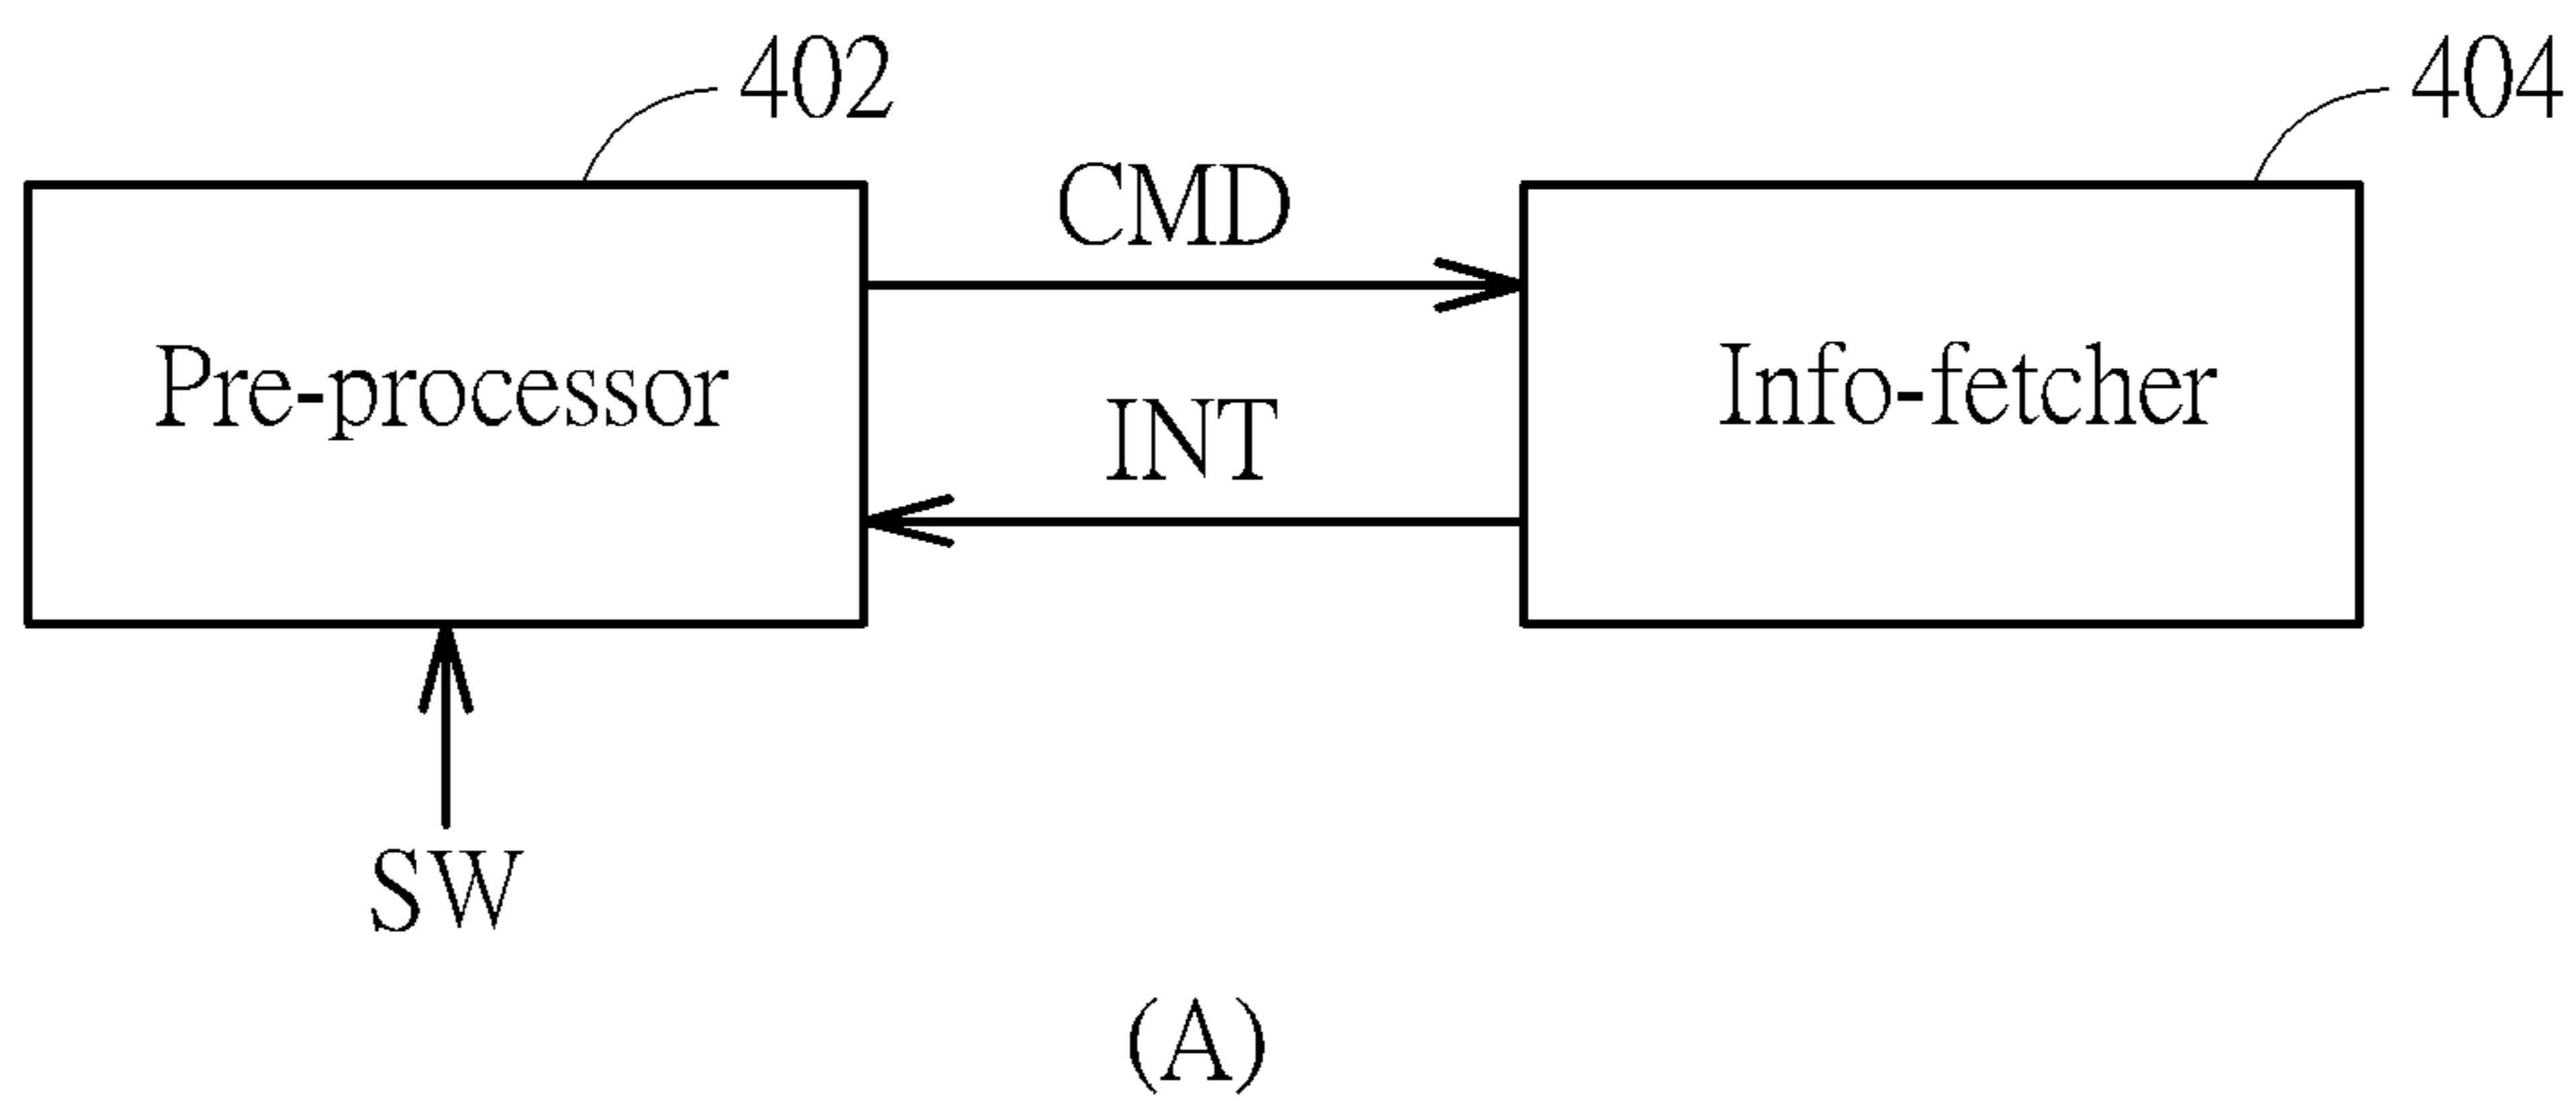 402
404
CMD
Pre-processor
Info-fetcher
INT
SW
(A)